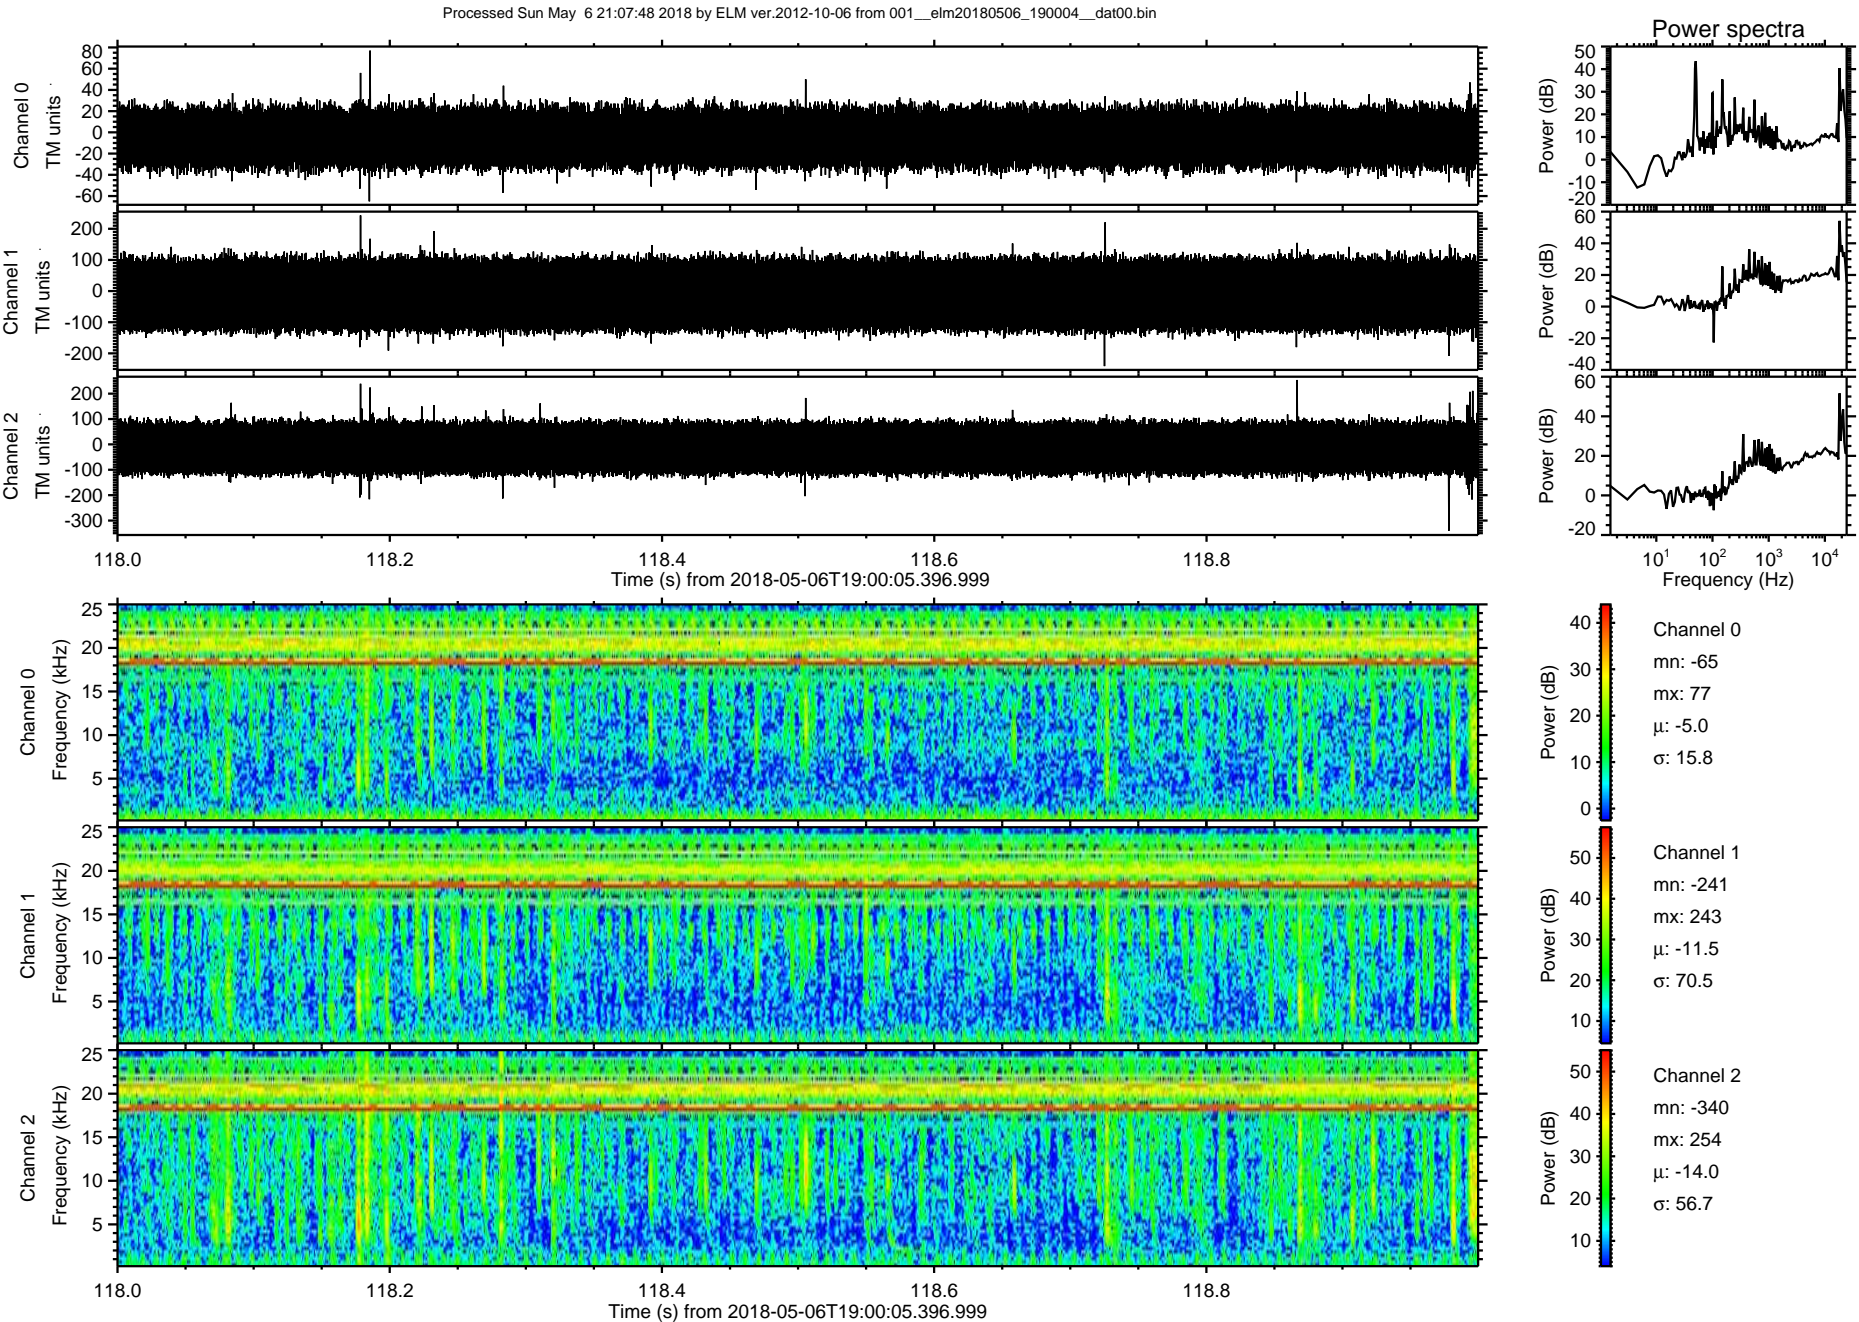 Processed Sun May  6 21:07:48 2018 by ELM ver.2012-10-06 from 001__elm20180506_190004__dat00.bin
Power spectra
Channel 0
TM units
80
60
40
20
0
-20
-40
-60
Power (dB)
50
40
30
20
10
0
-10
-20
Channel 1
TM units
200
100
0
-100
-200
Power (dB)
60
40
20
0
-20
-40
Channel 2
TM units
200
100
0
-100
-200
-300
Power (dB)
60
40
20
0
-20
118.0 118.2 118.4 118.6 118.8
Time (s) from 2018-05-06T19:00:05.396.999
10^1 10^2 10^3 10^4
Frequency (Hz)
Channel 0
Frequency (kHz)
25
20
15
10
5
Power (dB)
40
30
20
10
0
Channel 0
mn: -65
mx: 77
μ: -5.0
σ: 15.8
Channel 1
Frequency (kHz)
25
20
15
10
5
Power (dB)
50
40
30
20
10
Channel 1
mn: -241
mx: 243
μ: -11.5
σ: 70.5
Channel 2
Frequency (kHz)
25
20
15
10
5
Power (dB)
50
40
30
20
10
Channel 2
mn: -340
mx: 254
μ: -14.0
σ: 56.7
118.0 118.2 118.4 118.6 118.8
Time (s) from 2018-05-06T19:00:05.396.999